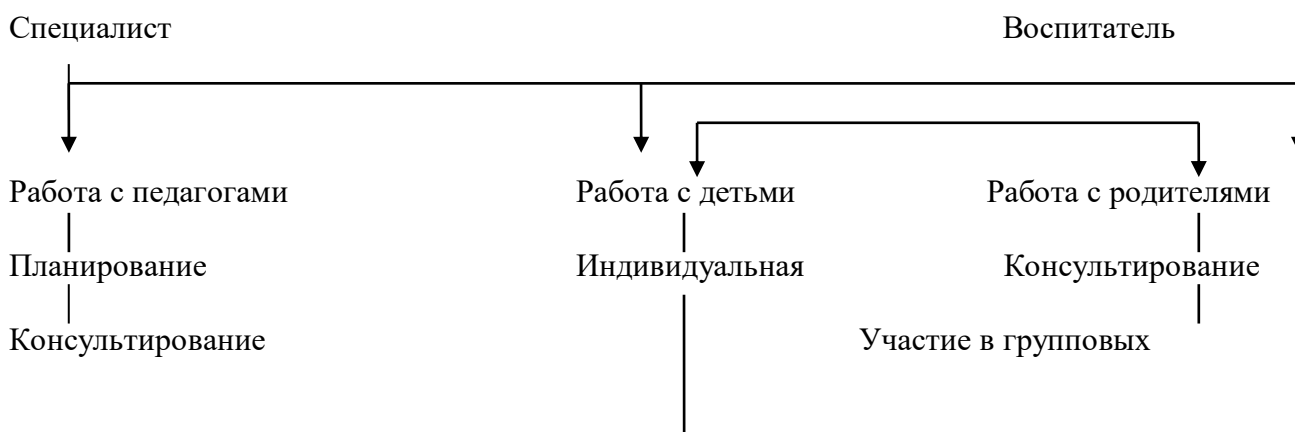 Специалист Воспитатель
Работа с педагогами Работа с детьми Работа с родителями
Планирование Индивидуальная Консультирование
Консультирование Участие в групповых